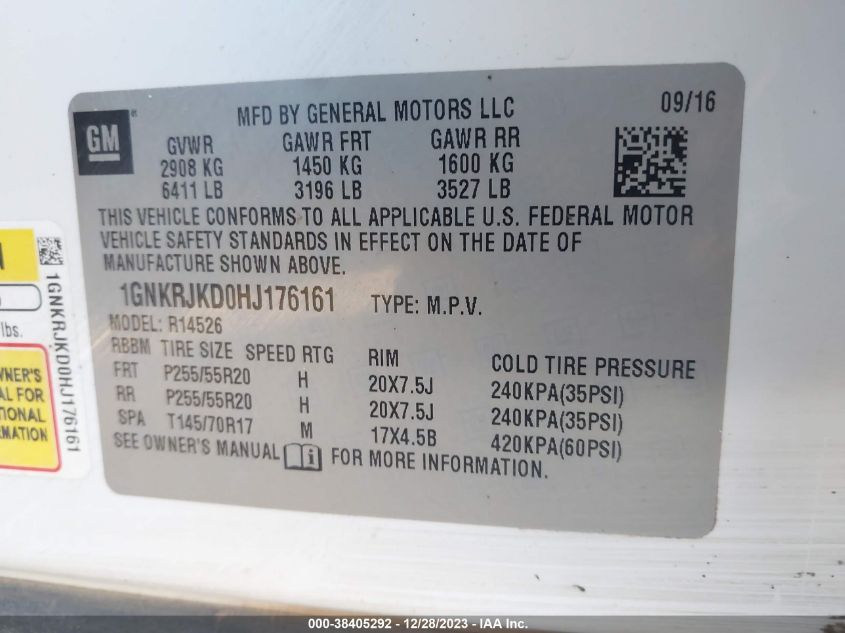 GM
MFD BY GENERAL MOTORS LLC
09/16
GVWR GAWR FRT GAWR RR
2908 KG 1450 KG 1600 KG
6411 LB 3196 LB 3527 LB
THIS VEHICLE CONFORMS TO ALL APPLICABLE U.S. FEDERAL MOTOR
VEHICLE SAFETY STANDARDS IN EFFECT ON THE DATE OF
MANUFACTURE SHOWN ABOVE.
1GNKRJKD0HJ176161 TYPE: M.P.V.
MODEL: R14526
RBBM TIRE SIZE SPEED RTG RIM COLD TIRE PRESSURE
FRT P255/55R20 H 20X7.5J 240KPA(35PSI)
RR P255/55R20 H 20X7.5J 240KPA(35PSI)
SPA T145/70R17 M 17X4.5B 420KPA(60PSI)
SEE OWNER'S MANUAL i FOR MORE INFORMATION.
1GNKRJKD0HJ176161
lbs.
WNER'S
AL FOR
TIONAL
RMATION
000-38405292 - 12/28/2023 - IAA Inc.